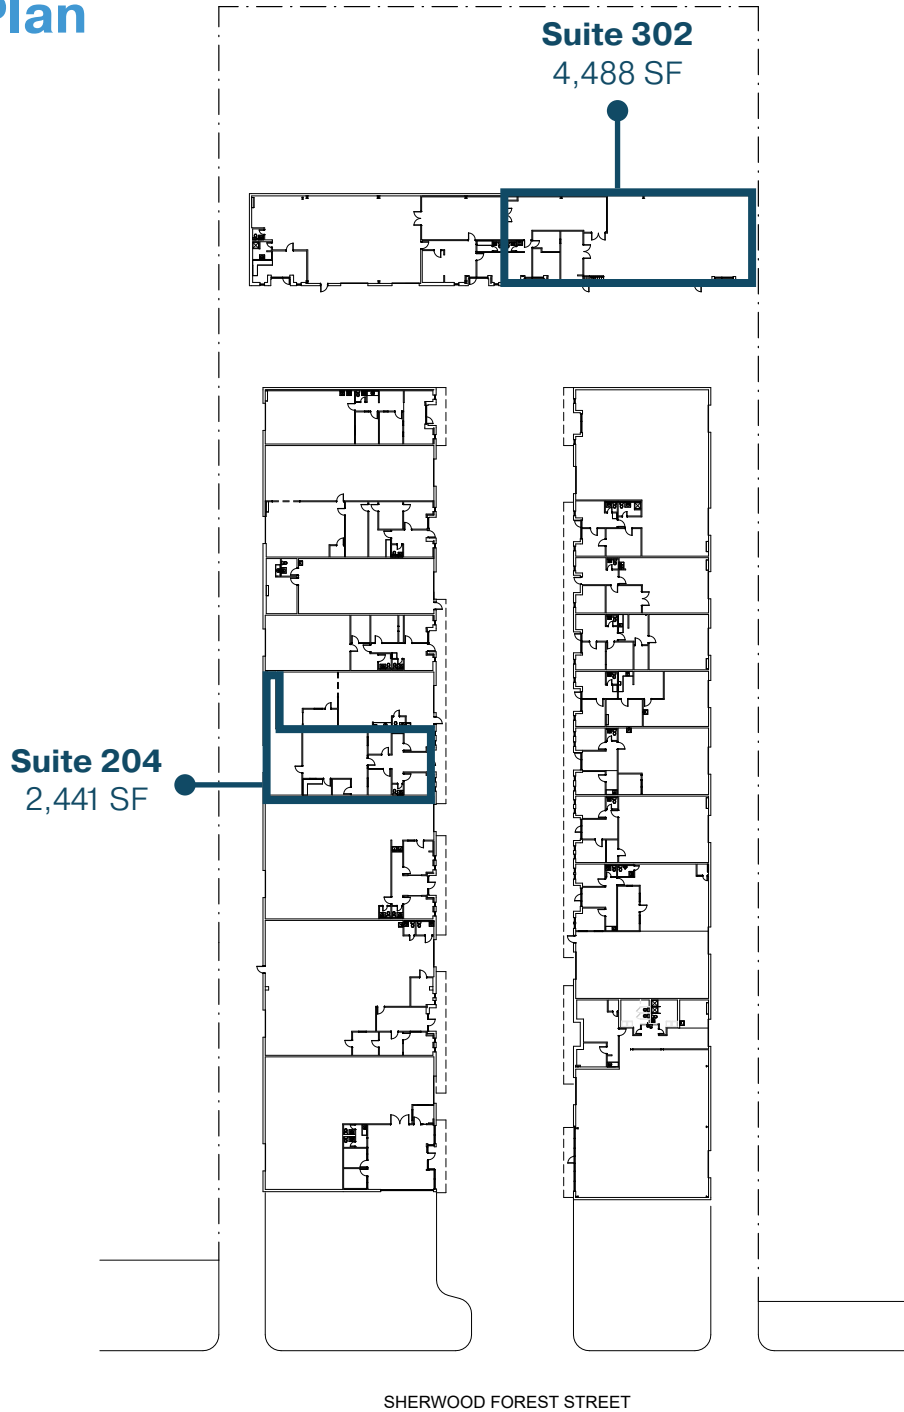 Plan
Suite 302
4,488 SF
Suite 204
2,441 SF
SHERWOOD FOREST STREET